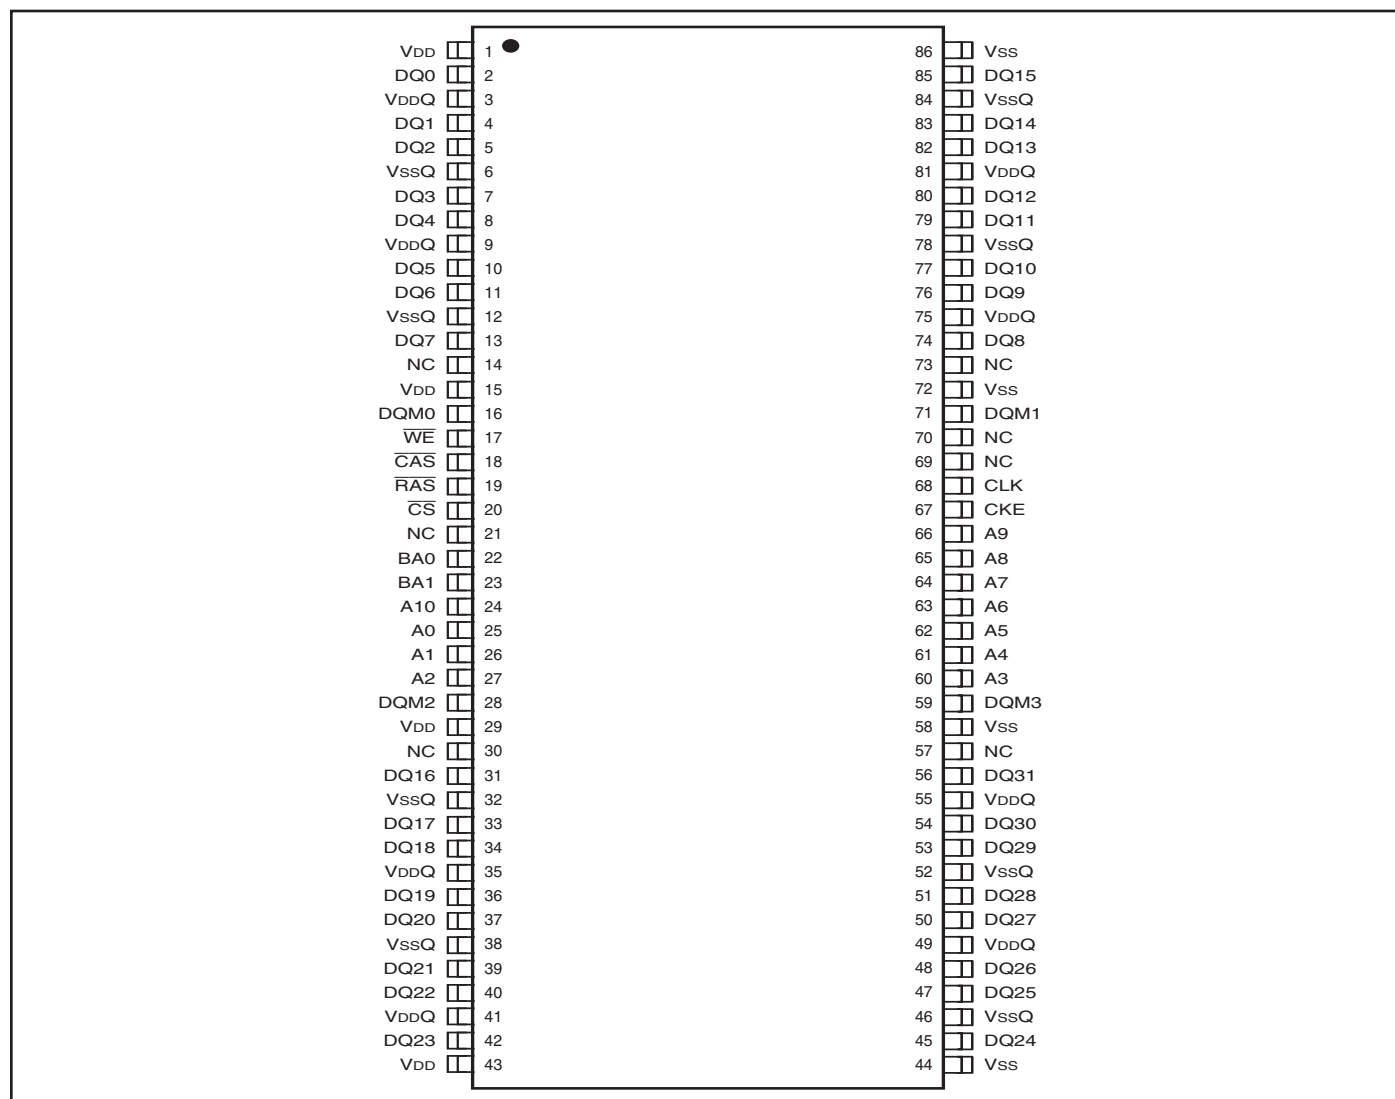 VDD 1 86 VSS
DQ0 2 85 DQ15
VDDQ 3 84 VSSQ
DQ1 4 83 DQ14
DQ2 5 82 DQ13
VSSQ 6 81 VDDQ
DQ3 7 80 DQ12
DQ4 8 79 DQ11
VDDQ 9 78 VSSQ
DQ5 10 77 DQ10
DQ6 11 76 DQ9
VSSQ 12 75 VDDQ
DQ7 13 74 DQ8
NC 14 73 NC
VDD 15 72 VSS
DQM0 16 71 DQM1
W̅E̅ 17 70 NC
C̅A̅S̅ 18 69 NC
R̅A̅S̅ 19 68 CLK
C̅S̅ 20 67 CKE
NC 21 66 A9
BA0 22 65 A8
BA1 23 64 A7
A10 24 63 A6
A0 25 62 A5
A1 26 61 A4
A2 27 60 A3
DQM2 28 59 DQM3
VDD 29 58 VSS
NC 30 57 NC
DQ16 31 56 DQ31
VSSQ 32 55 VDDQ
DQ17 33 54 DQ30
DQ18 34 53 DQ29
VDDQ 35 52 VSSQ
DQ19 36 51 DQ28
DQ20 37 50 DQ27
VSSQ 38 49 VDDQ
DQ21 39 48 DQ26
DQ22 40 47 DQ25
VDDQ 41 46 VSSQ
DQ23 42 45 DQ24
VDD 43 44 VSS